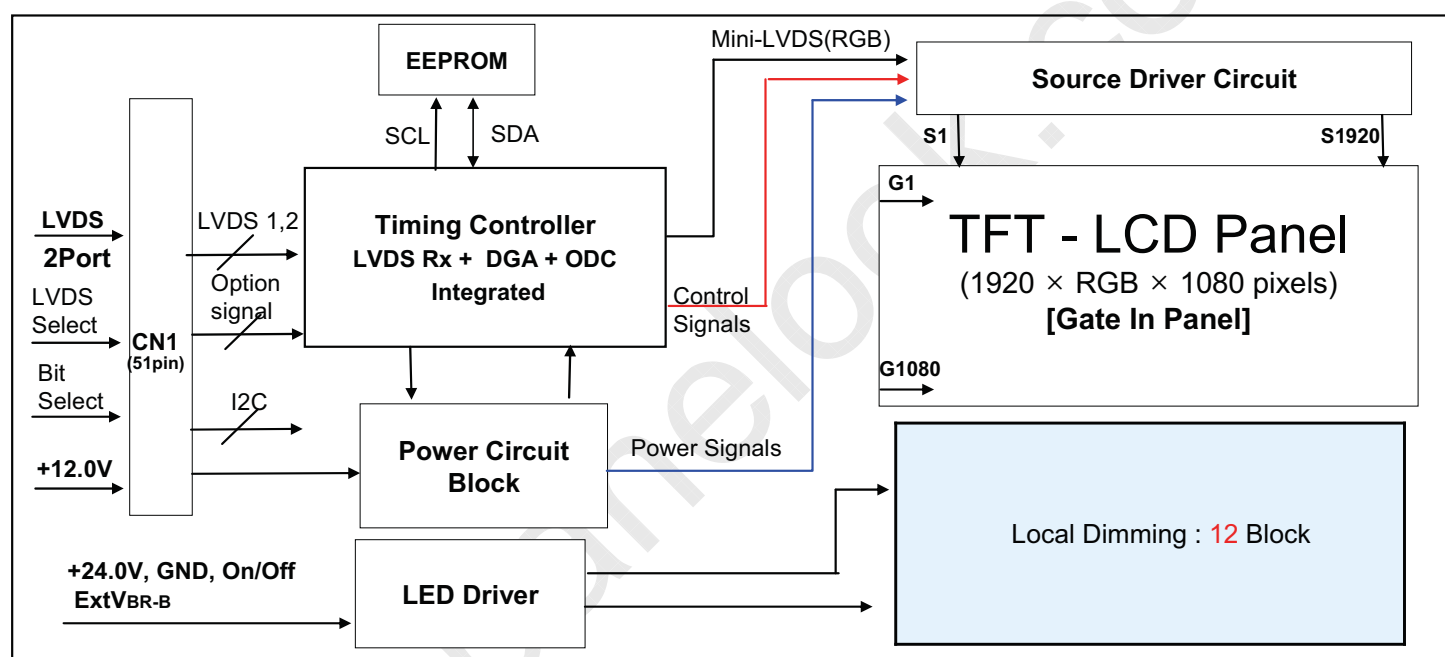 EEPROM
SCL
SDA
Mini-LVDS(RGB)
Source Driver Circuit
S1
S1920
LVDS
2Port
LVDS
Select
Bit
Select
+12.0V
CN1
(51pin)
LVDS 1,2
Option
signal
I2C
Timing Controller
LVDS Rx + DGA + ODC
Integrated
Control
Signals
Power Circuit
Block
Power Signals
G1
TFT - LCD Panel
(1920 × RGB × 1080 pixels)
[Gate In Panel]
G1080
+24.0V, GND, On/Off
ExtVBR-B
LED Driver
Local Dimming : 12 Block